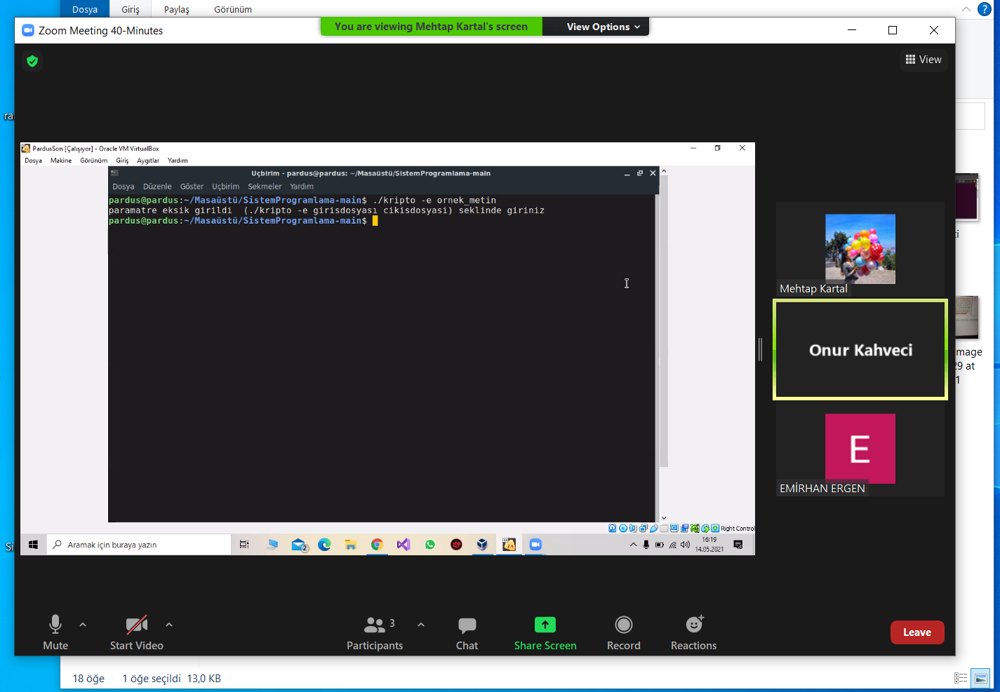 Dosya Giriş Paylaş Görünüm
Zoom Meeting 40-Minutes
You are viewing Mehtap Kartal's screen View Options
View
ra
PardusSon [Çalışıyor] - Oracle VM VirtualBox
Dosya Makine Görünüm Giriş Aygıtlar Yardım
Uçbirim - pardus@pardus: ~/Masaüstü/SistemProgramlama-main
Dosya Düzenle Göster Uçbirim Sekmeler Yardım
pardus@pardus:~/Masaüstü/SistemProgramlama-main$ ./kripto -e ornek_metin
paramatre eksik girildi (./kripto -e girisdosyası cikisdosyasi) seklinde giriniz
pardus@pardus:~/Masaüstü/SistemProgramlama-main$
Mehtap Kartal
Onur Kahveci
E
EMİRHAN ERGEN
mage
29 at
1
Right Control
Si
Aramak için buraya yazın
2
16:19
14.05.2021
3
Mute Start Video Participants Chat Share Screen Record Reactions
Leave
18 öğe 1 öğe seçildi 13,0 KB